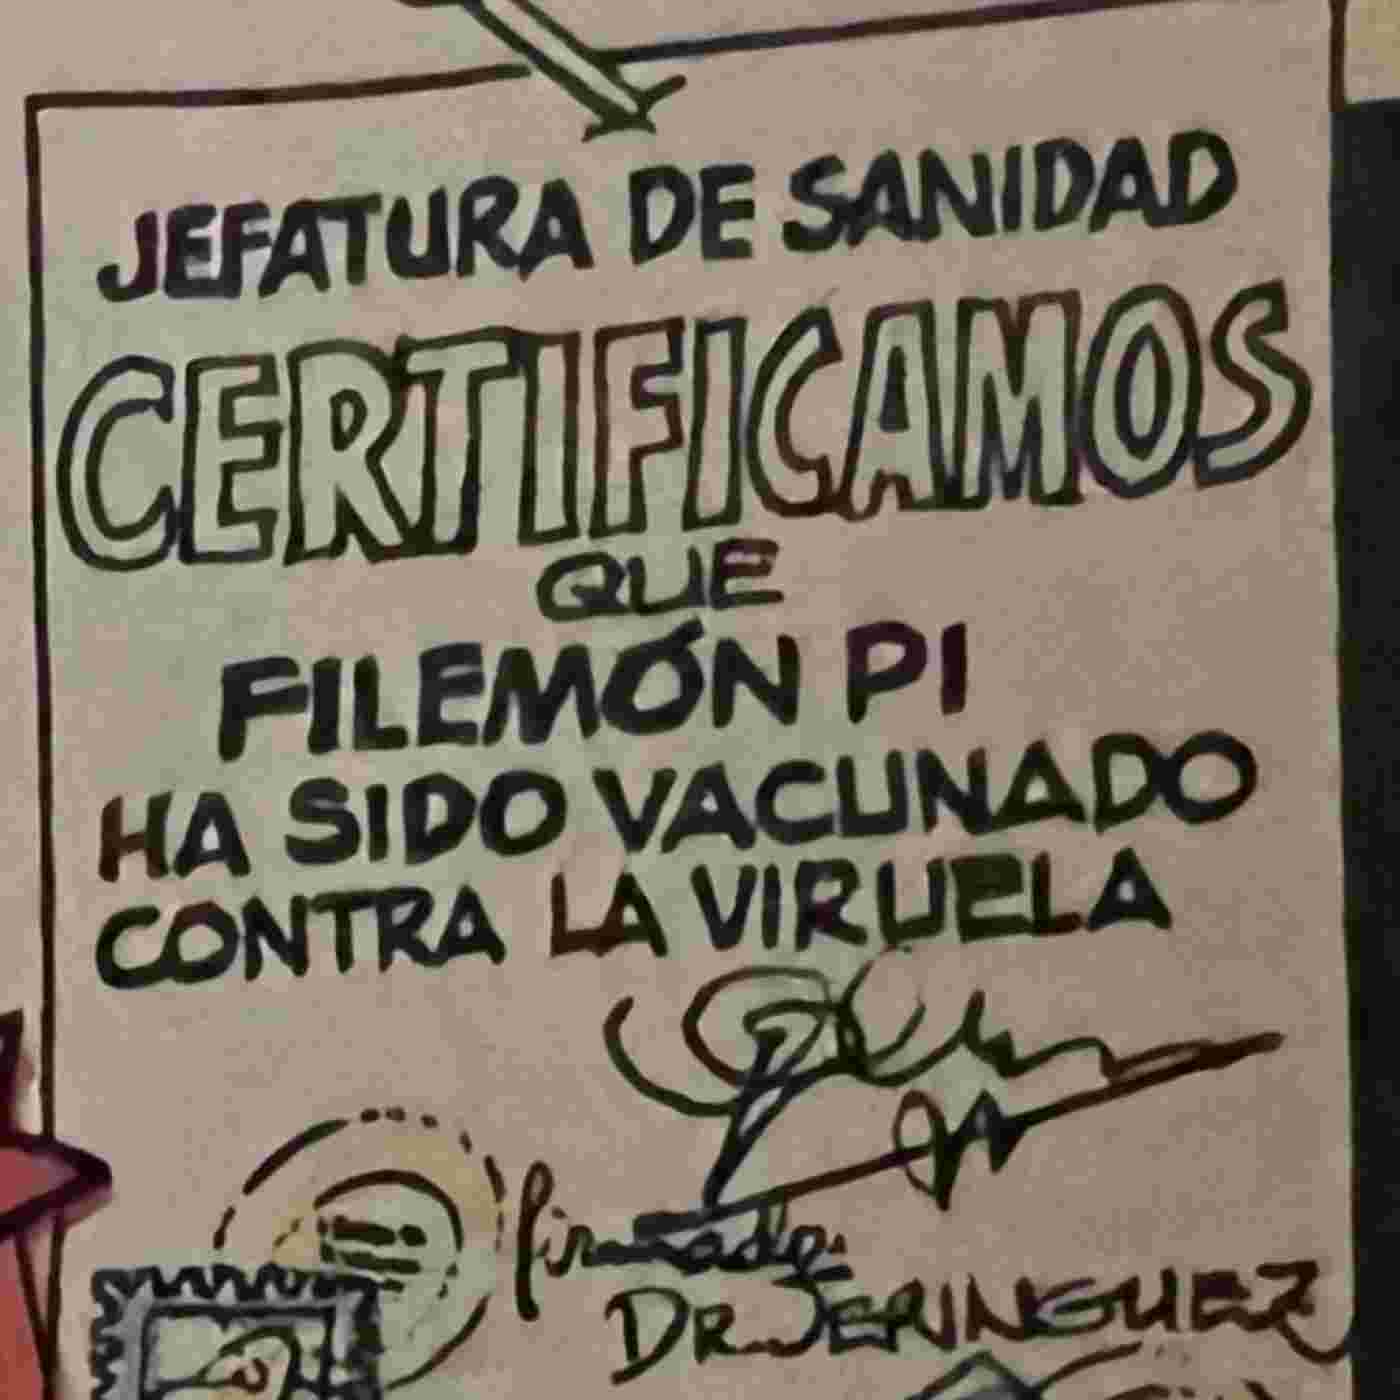 JEFATURA DE SANIDAD
CERTIFICAMOS
QUE
FILEMÓN PI
HA SIDO VACUNADO
CONTRA LA VIRUELA
firmado:
DR. JERINGUEZ